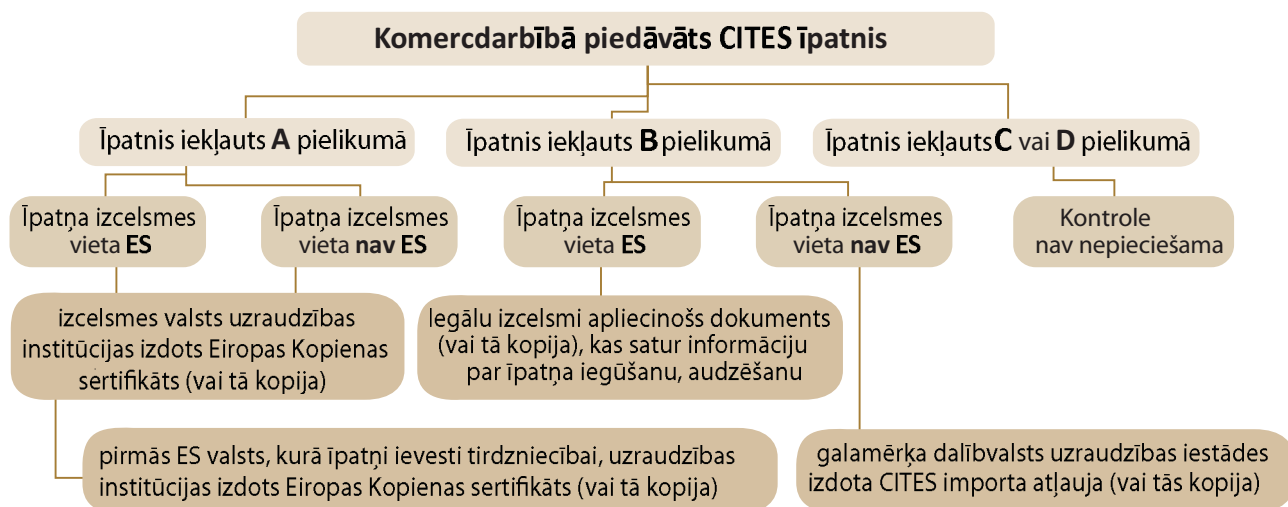 Komercdarbībā piedāvāts CITES īpatnis
Īpatnis iekļauts A pielikumā
Īpatnis iekļauts B pielikumā
Īpatnis iekļauts C vai D pielikumā
Īpatņa izcelsmes
vieta ES
Īpatņa izcelsmes
vieta nav ES
Īpatņa izcelsmes
vieta ES
Īpatņa izcelsmes
vieta nav ES
Kontrole
nav nepieciešama
izcelsmes valsts uzraudzības
institūcijas izdots Eiropas Kopienas
sertifikāts (vai tā kopija)
legālu izcelsmi apliecinošs dokuments
(vai tā kopija), kas satur informāciju
par īpatņa iegūšanu, audzēšanu
pirmās ES valsts, kurā īpatņi ievesti tirdzniecībai, uzraudzības
institūcijas izdots Eiropas Kopienas sertifikāts (vai tā kopija)
galamērķa dalībvalsts uzraudzības iestādes
izdota CITES importa atļauja (vai tās kopija)